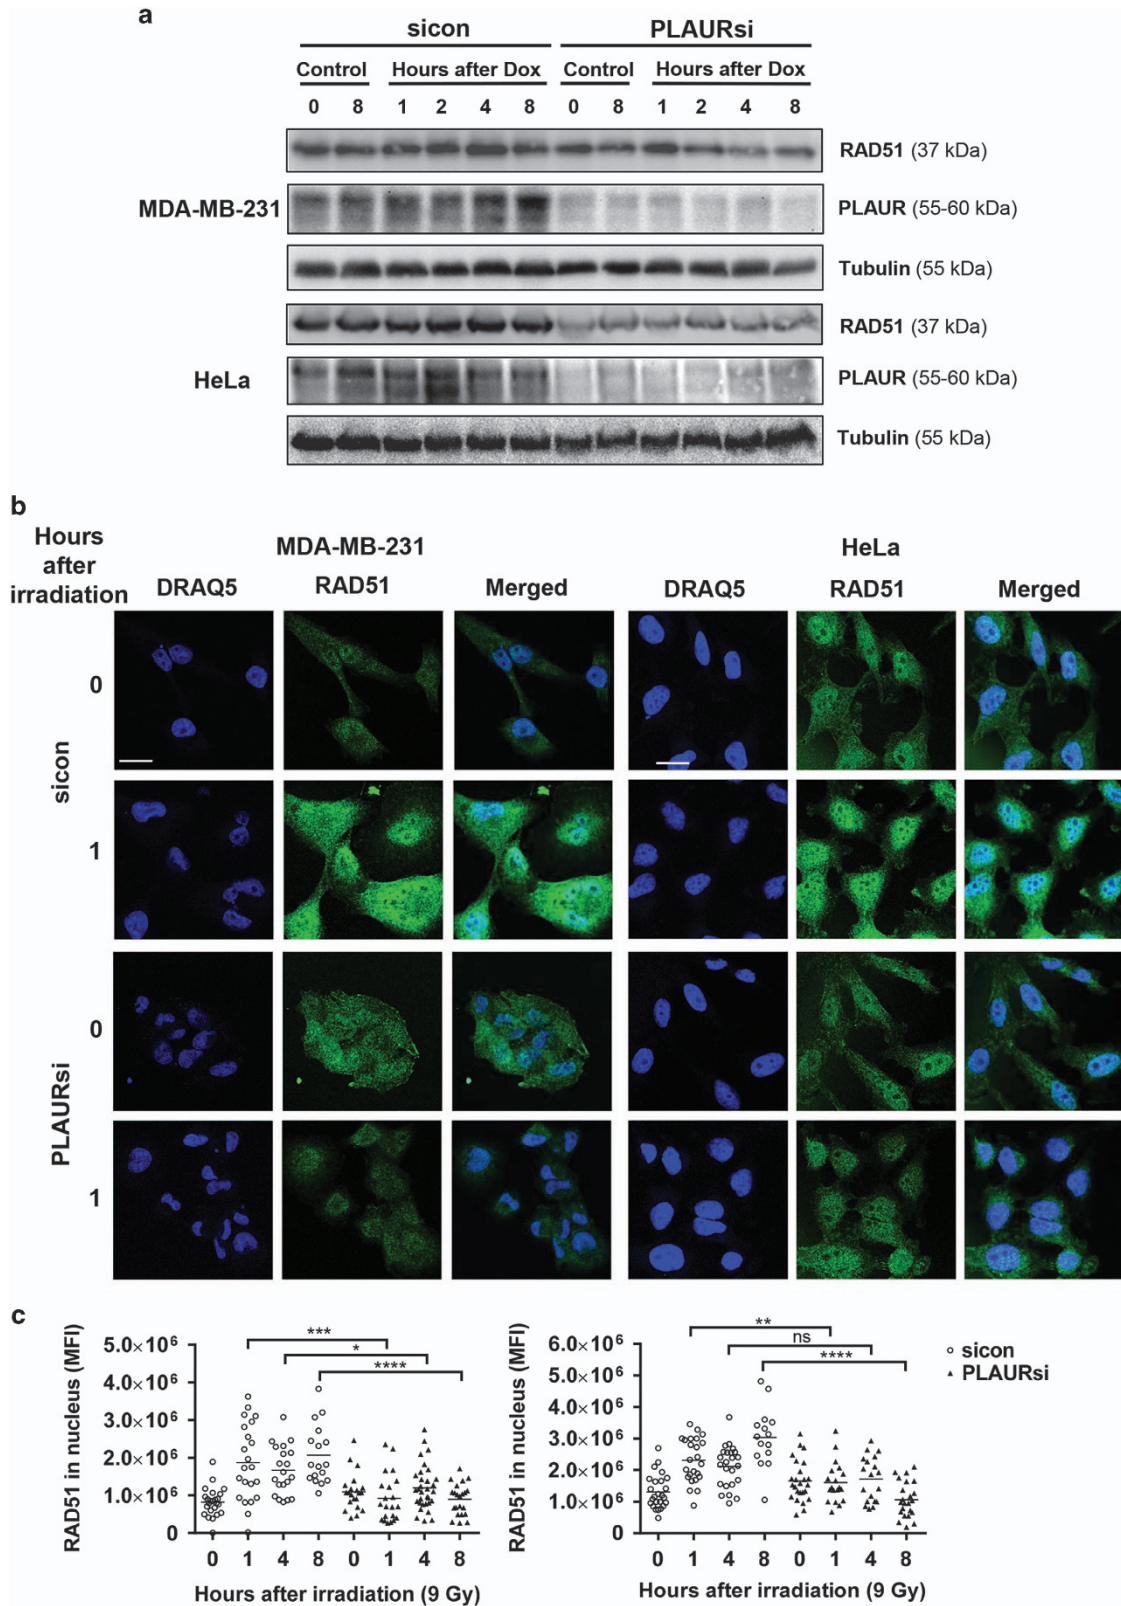 a
sicon PLAURsi
Control Hours after Dox Control Hours after Dox
0 8 1 2 4 8 0 8 1 2 4 8
RAD51 (37 kDa)
MDA-MB-231 PLAUR (55-60 kDa)
Tubulin (55 kDa)
RAD51 (37 kDa)
HeLa PLAUR (55-60 kDa)
Tubulin (55 kDa)
b
Hours after irradiation
MDA-MB-231 HeLa
DRAQ5 RAD51 Merged DRAQ5 RAD51 Merged
sicon
0
1
PLAURsi
0
1
c
RAD51 in nucleus (MFI)
5.0×10⁶
4.0×10⁶
3.0×10⁶
2.0×10⁶
1.0×10⁶
0
***
*
****
0 1 4 8 0 1 4 8
Hours after irradiation (9 Gy)
RAD51 in nucleus (MFI)
6.0×10⁶
5.0×10⁶
4.0×10⁶
3.0×10⁶
2.0×10⁶
1.0×10⁶
0
**
ns
****
0 1 4 8 0 1 4 8
Hours after irradiation (9 Gy)
sicon
PLAURsi